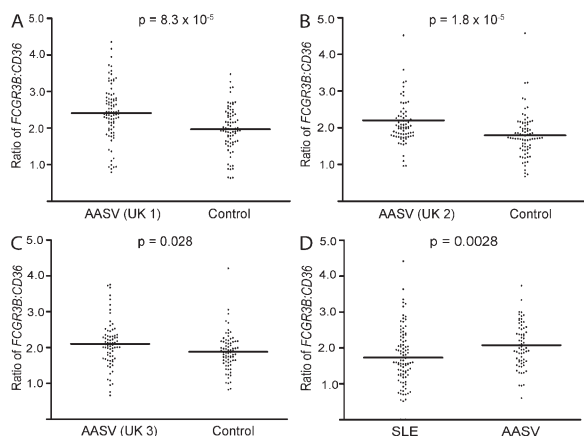 A
p = 8.3 x 10-5
Ratio of FCGR3B:CD36
5.0
4.0
3.0
2.0
1.0
AASV (UK 1)
Control
B
p = 1.8 x 10-5
Ratio of FCGR3B:CD36
5.0
4.0
3.0
2.0
1.0
AASV (UK 2)
Control
C
p = 0.028
Ratio of FCGR3B:CD36
5.0
4.0
3.0
2.0
1.0
AASV (UK 3)
Control
D
p = 0.0028
Ratio of FCGR3B:CD36
5.0
4.0
3.0
2.0
1.0
SLE
AASV